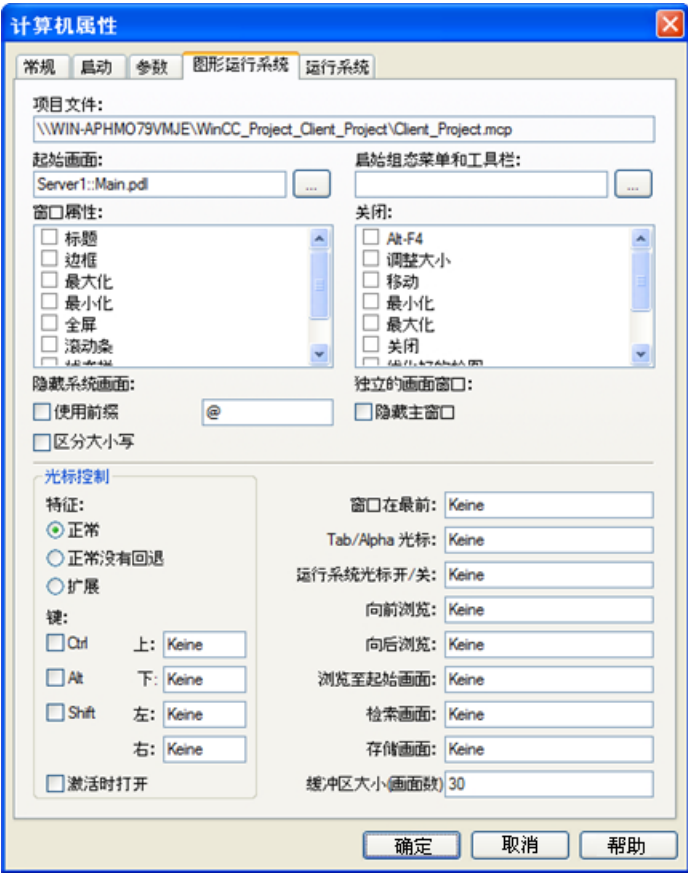 计算机属性
常规 启动 参数 图形运行系统 运行系统
项目文件:
\\WIN-APHMO79VMJE\WinCC_Project_Client_Project\Client_Project.mcp
起始画面: 启始组态菜单和工具栏:
Server1::Main.pdl ... ...
窗口属性: 关闭:
标题 Alt-F4
边框 调整大小
最大化 移动
最小化 最小化
全屏 最大化
滚动条 关闭
隐藏系统画面: 独立的画面窗口:
使用前缀 @ 隐藏主窗口
区分大小写
光标控制
特征: 窗口在最前: Keine
正常 Tab/Alpha 光标: Keine
正常没有回退 运行系统光标开/关: Keine
扩展 向前浏览: Keine
键:
Ctrl 上: Keine 向后浏览: Keine
Alt 下: Keine 浏览至起始画面: Keine
Shift 左: Keine 检索画面: Keine
右: Keine 存储画面: Keine
激活时打开 缓冲区大小(画面数) 30
确定 取消 帮助